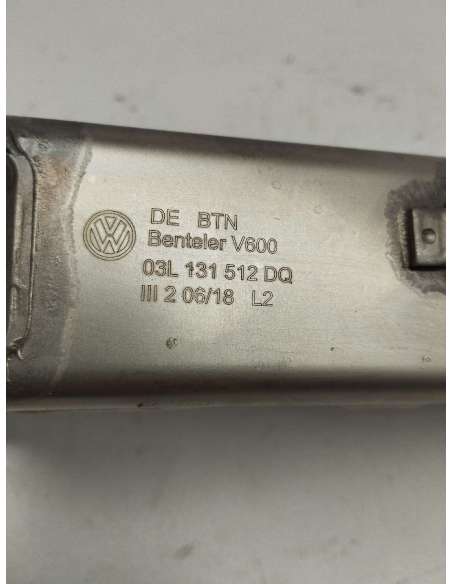 DE BTN
Benteler V600
03L 131 512 DQ
III 2 06/18 L2